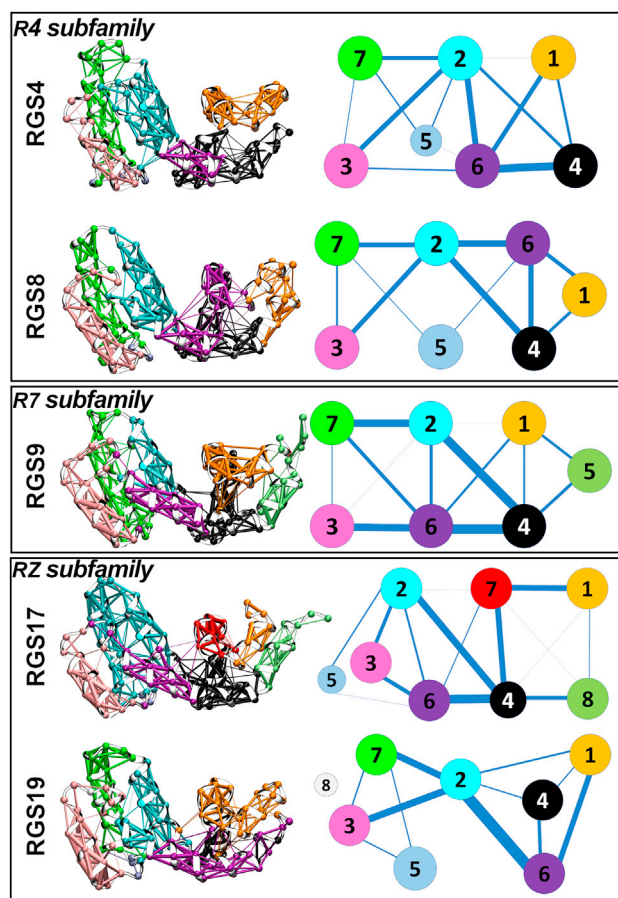 R4 subfamily
RGS4
7 2 1
5
3 6 4
RGS8
7 2 6
1
3 5 4
R7 subfamily
RGS9
7 2 1
5
3 6 4
RZ subfamily
RGS17
2 7 1
3
5
6 4 8
RGS19
7 1
2
8
4
3
5 6